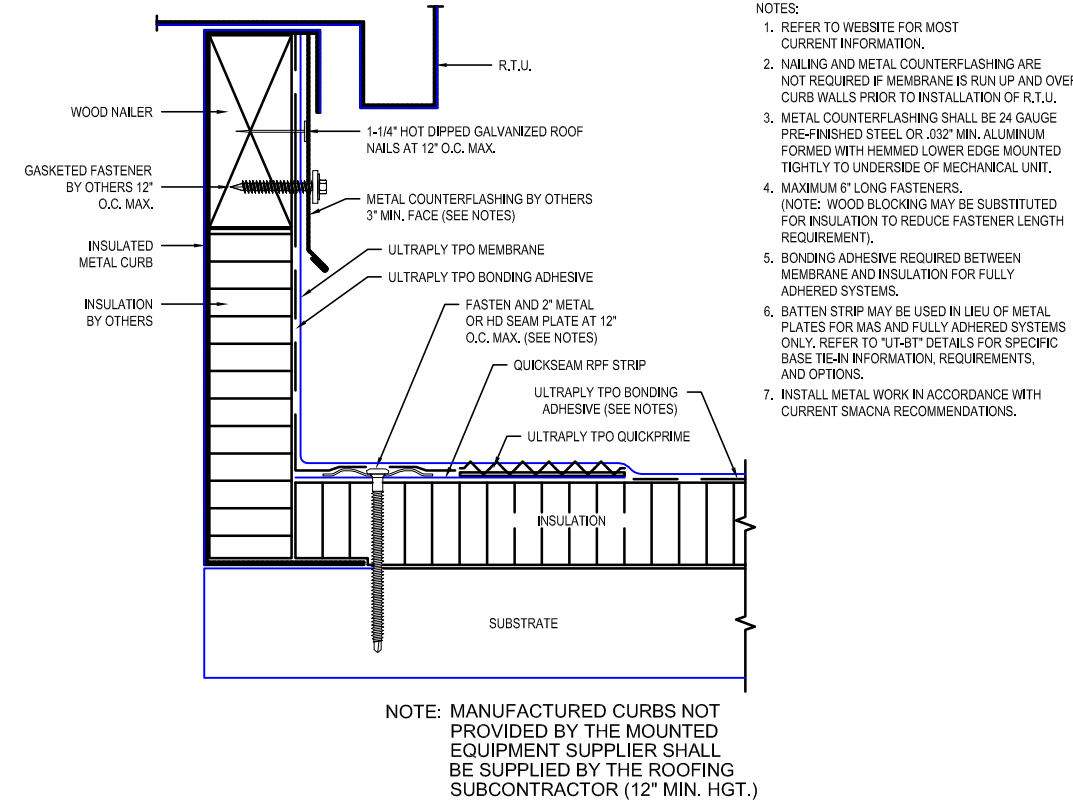 R.T.U.
WOOD NAILER
1-1/4" HOT DIPPED GALVANIZED ROOF
NAILS AT 12" O.C. MAX.
GASKETED FASTENER
BY OTHERS 12"
O.C. MAX.
METAL COUNTERFLASHING BY OTHERS
3" MIN. FACE (SEE NOTES)
INSULATED
METAL CURB
ULTRAPLY TPO MEMBRANE
ULTRAPLY TPO BONDING ADHESIVE
INSULATION
BY OTHERS
FASTEN AND 2" METAL
OR HD SEAM PLATE AT 12"
O.C. MAX. (SEE NOTES)
QUICKSEAM RPF STRIP
ULTRAPLY TPO BONDING
ADHESIVE (SEE NOTES)
ULTRAPLY TPO QUICKPRIME
INSULATION
SUBSTRATE
NOTES:
1. REFER TO WEBSITE FOR MOST
CURRENT INFORMATION.
2. NAILING AND METAL COUNTERFLASHING ARE
NOT REQUIRED IF MEMBRANE IS RUN UP AND OVER
CURB WALLS PRIOR TO INSTALLATION OF R.T.U.
3. METAL COUNTERFLASHING SHALL BE 24 GAUGE
PRE-FINISHED STEEL OR .032" MIN. ALUMINUM
FORMED WITH HEMMED LOWER EDGE MOUNTED
TIGHTLY TO UNDERSIDE OF MECHANICAL UNIT.
4. MAXIMUM 6" LONG FASTENERS.
(NOTE: WOOD BLOCKING MAY BE SUBSTITUTED
FOR INSULATION TO REDUCE FASTENER LENGTH
REQUIREMENT).
5. BONDING ADHESIVE REQUIRED BETWEEN
MEMBRANE AND INSULATION FOR FULLY
ADHERED SYSTEMS.
6. BATTEN STRIP MAY BE USED IN LIEU OF METAL
PLATES FOR MAS AND FULLY ADHERED SYSTEMS
ONLY. REFER TO "UT-BT" DETAILS FOR SPECIFIC
BASE TIE-IN INFORMATION, REQUIREMENTS,
AND OPTIONS.
7. INSTALL METAL WORK IN ACCORDANCE WITH
CURRENT SMACNA RECOMMENDATIONS.
NOTE: MANUFACTURED CURBS NOT
PROVIDED BY THE MOUNTED
EQUIPMENT SUPPLIER SHALL
BE SUPPLIED BY THE ROOFING
SUBCONTRACTOR (12" MIN. HGT.)